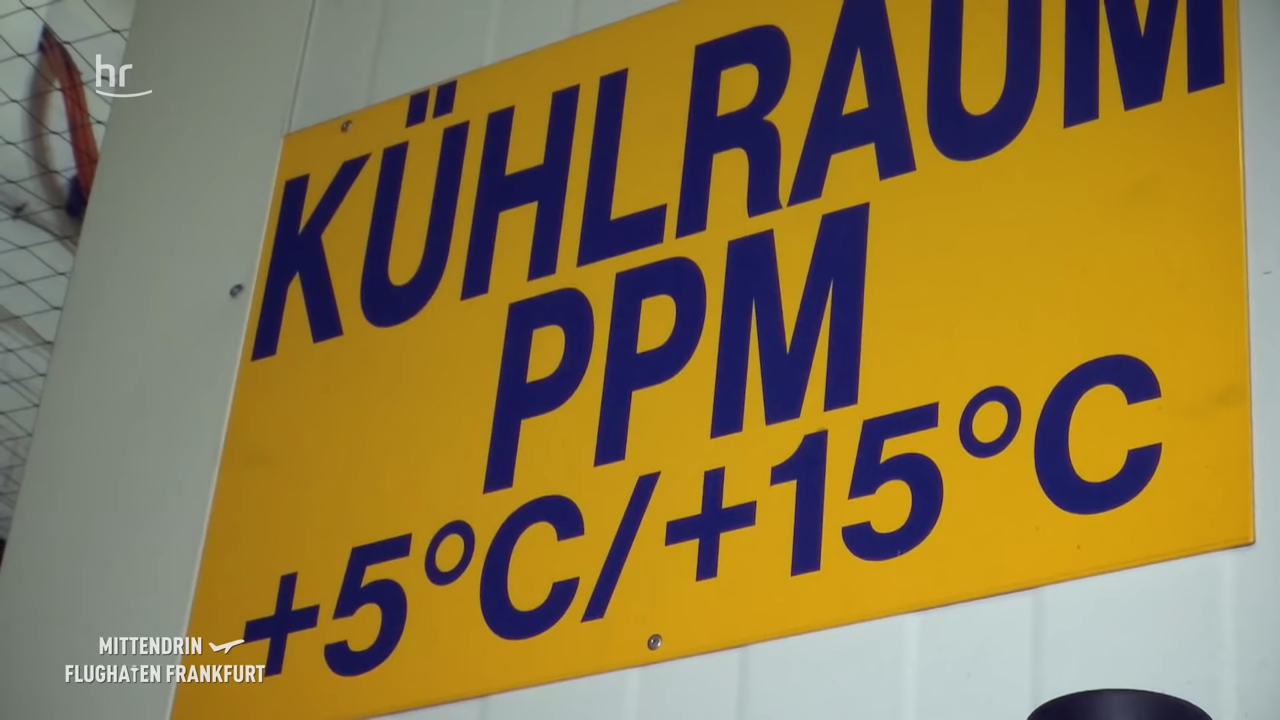 hr
KÜHLRAUM
PPM
+5°C/+15°C
MITTENDRIN
FLUGHAFEN FRANKFURT